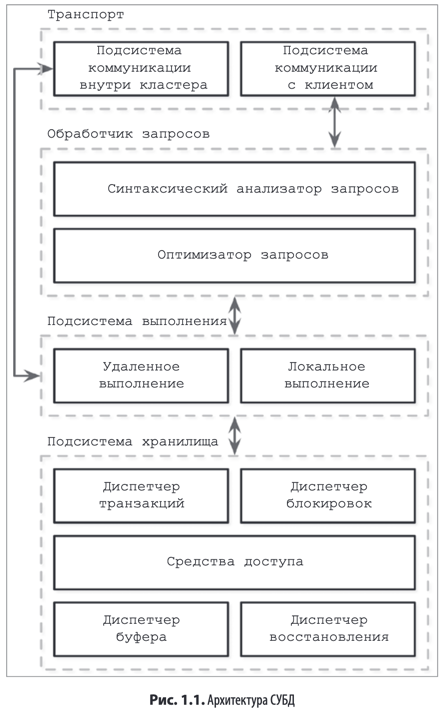 Транспорт
Подсистема
коммуникации
внутри кластера
Подсистема
коммуникации
с клиентом
Обработчик запросов
Синтаксический анализатор запросов
Оптимизатор запросов
Подсистема выполнения
Удаленное
выполнение
Локальное
выполнение
Подсистема хранилища
Диспетчер
транзакций
Диспетчер
блокировок
Средства доступа
Диспетчер
буфера
Диспетчер
восстановления
Рис. 1.1. Архитектура СУБД